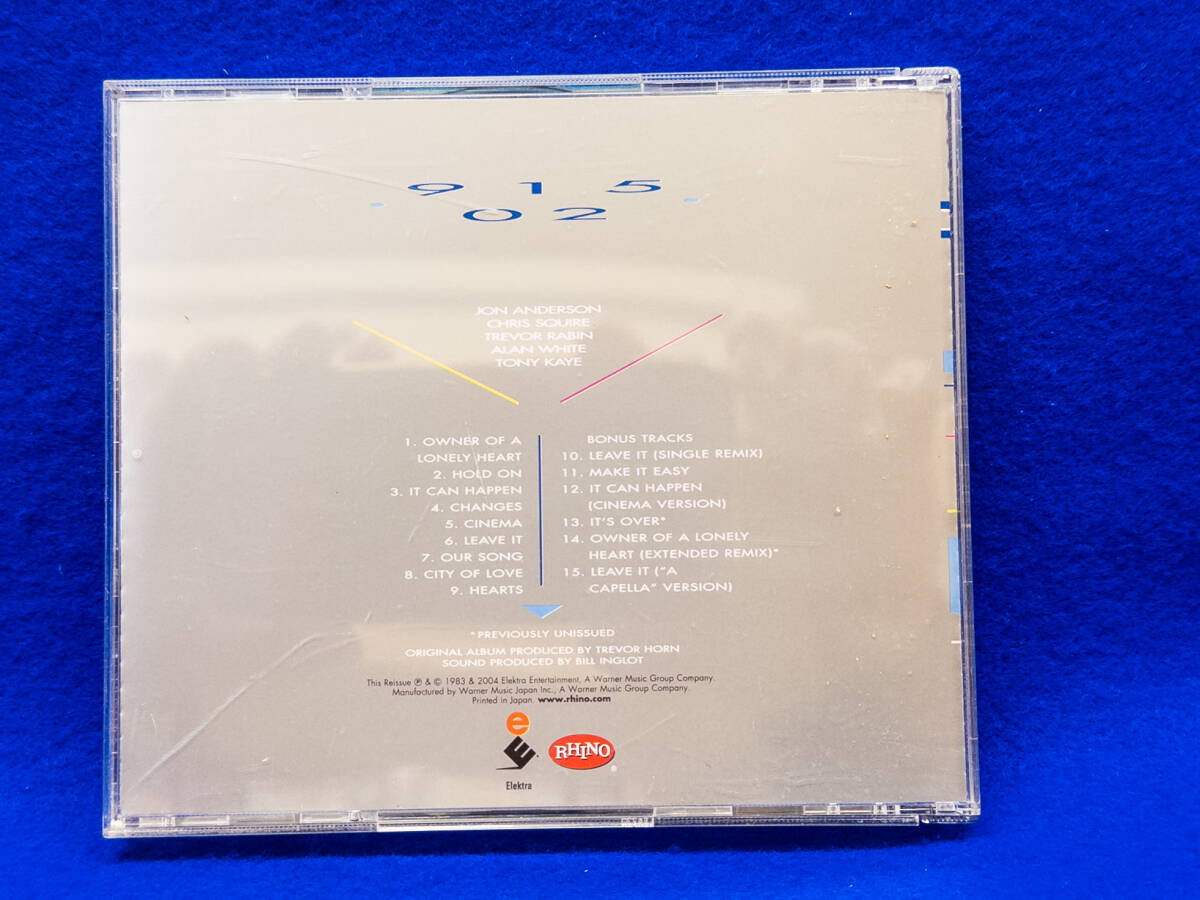 9 1 5
02
JON ANDERSON
CHRIS SQUIRE
TREVOR RABIN
ALAN WHITE
TONY KAYE
1. OWNER OF A
LONELY HEART
2. HOLD ON
3. IT CAN HAPPEN
4. CHANGES
5. CINEMA
6. LEAVE IT
7. OUR SONG
8. CITY OF LOVE
9. HEARTS
BONUS TRACKS
10. LEAVE IT (SINGLE REMIX)
11. MAKE IT EASY
12. IT CAN HAPPEN
(CINEMA VERSION)
13. IT'S OVER*
14. OWNER OF A LONELY
HEART (EXTENDED REMIX)*
15. LEAVE IT ("A
CAPELLA" VERSION)
*PREVIOUSLY UNISSUED
ORIGINAL ALBUM PRODUCED BY TREVOR HORN
SOUND PRODUCED BY BILL INGLOT
This Reissue ℗ & © 1983 & 2004 Elektra Entertainment, A Warner Music Group Company.
Manufactured by Warner Music Japan Inc., A Warner Music Group Company.
Printed in Japan. www.rhino.com
e
E
RHINO
Elektra